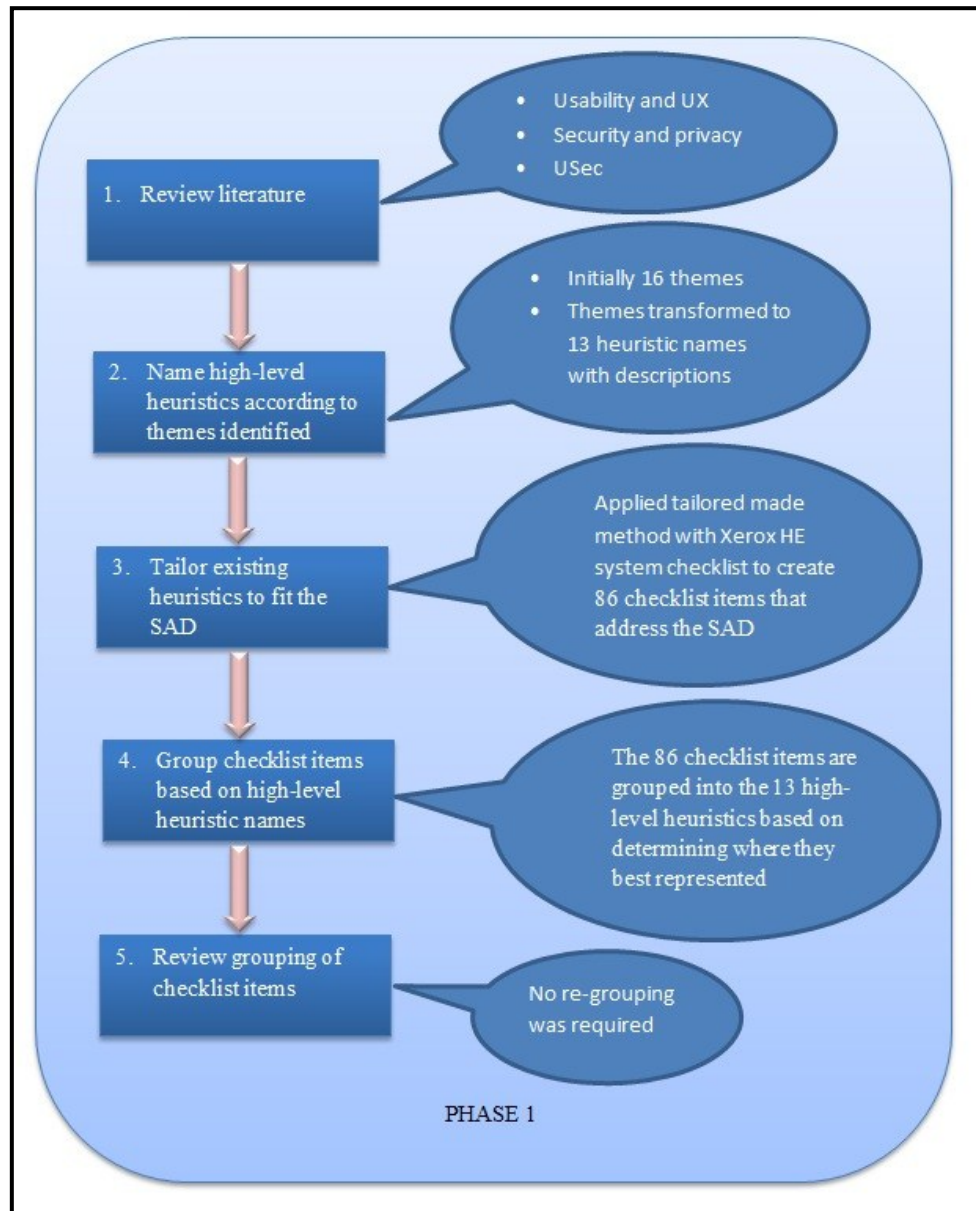 • Usability and UX
• Security and privacy
• USec
1. Review literature
• Initially 16 themes
• Themes transformed to
13 heuristic names
with descriptions
2. Name high-level
heuristics according to
themes identified
Applied tailored made
method with Xerox HE
system checklist to create
86 checklist items that
address the SAD
3. Tailor existing
heuristics to fit the
SAD
4. Group checklist items
based on high-level
heuristic names
The 86 checklist items are
grouped into the 13 high-
level heuristics based on
determining where they
best represented
5. Review grouping of
checklist items
No re-grouping
was required
PHASE 1